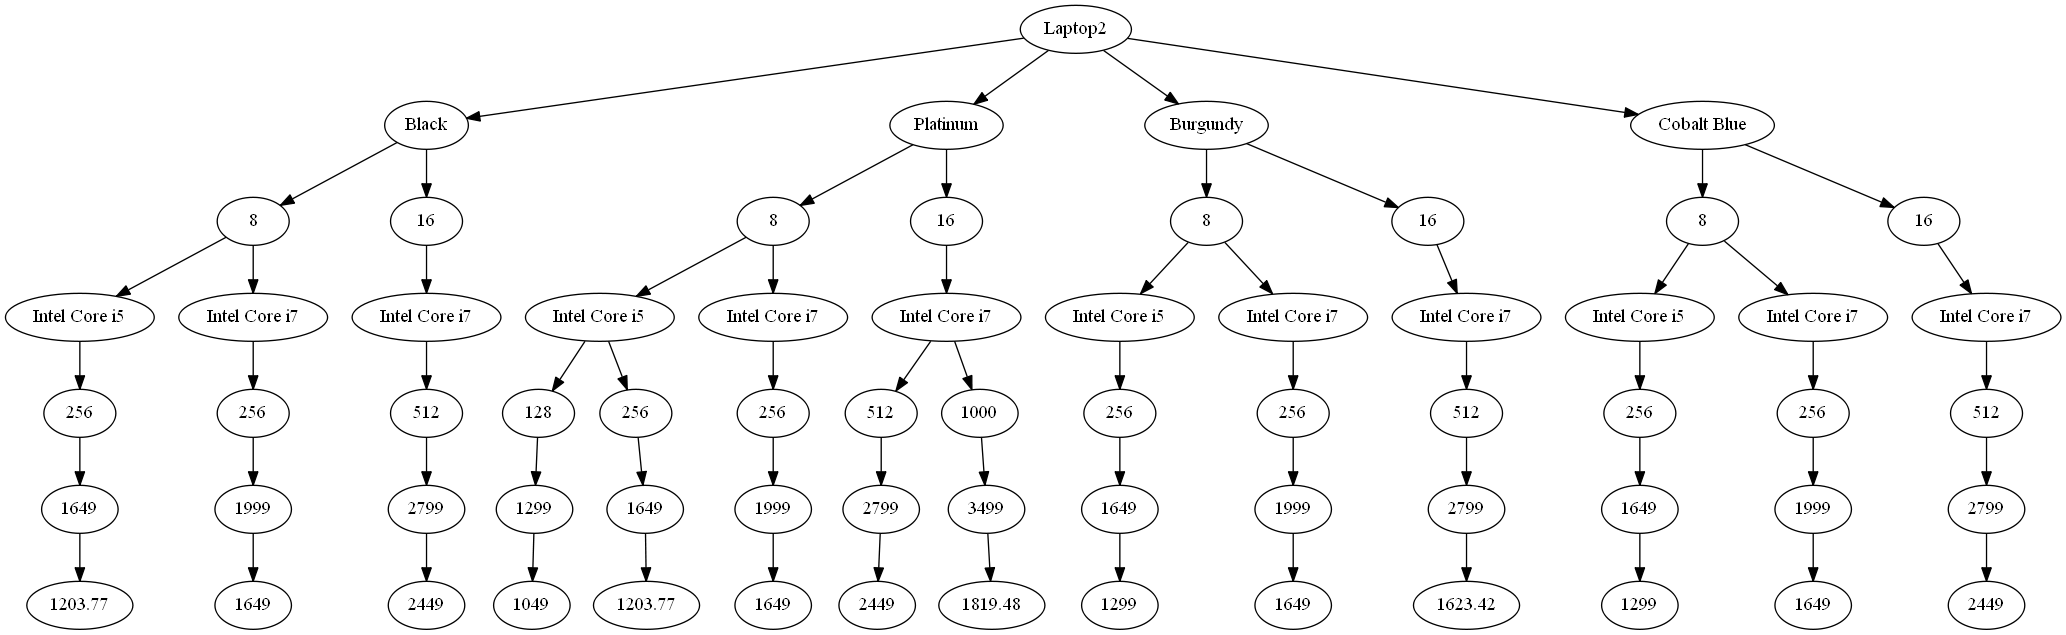 Laptop2
Black
Platinum
Burgundy
Cobalt Blue
8
16
8
16
8
16
8
16
Intel Core i5
Intel Core i7
Intel Core i7
Intel Core i5
Intel Core i7
Intel Core i7
Intel Core i5
Intel Core i7
Intel Core i7
Intel Core i5
Intel Core i7
Intel Core i7
256
256
512
128
256
256
512
1000
256
256
512
256
256
512
1649
1999
2799
1299
1649
1999
2799
3499
1649
1999
2799
1649
1999
2799
1203.77
1649
2449
1049
1203.77
1649
2449
1819.48
1299
1649
1623.42
1299
1649
2449